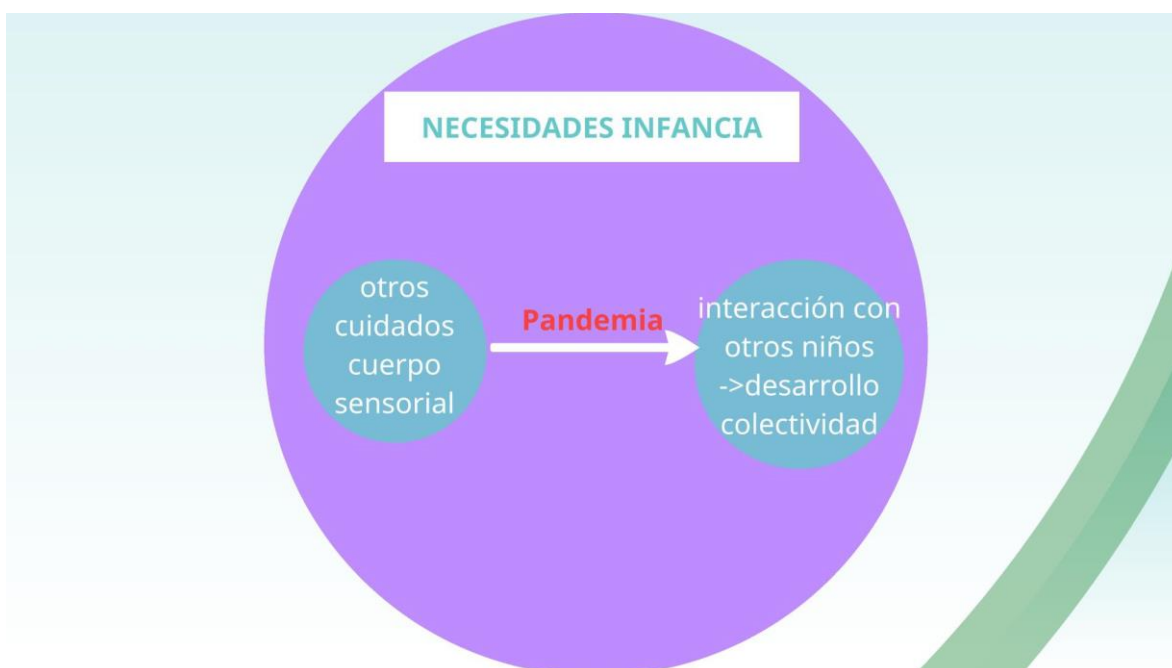 NECESIDADES INFANCIA
otros
cuidados
cuerpo
sensorial
Pandemia
interacción con
otros niños
->desarrollo
colectividad